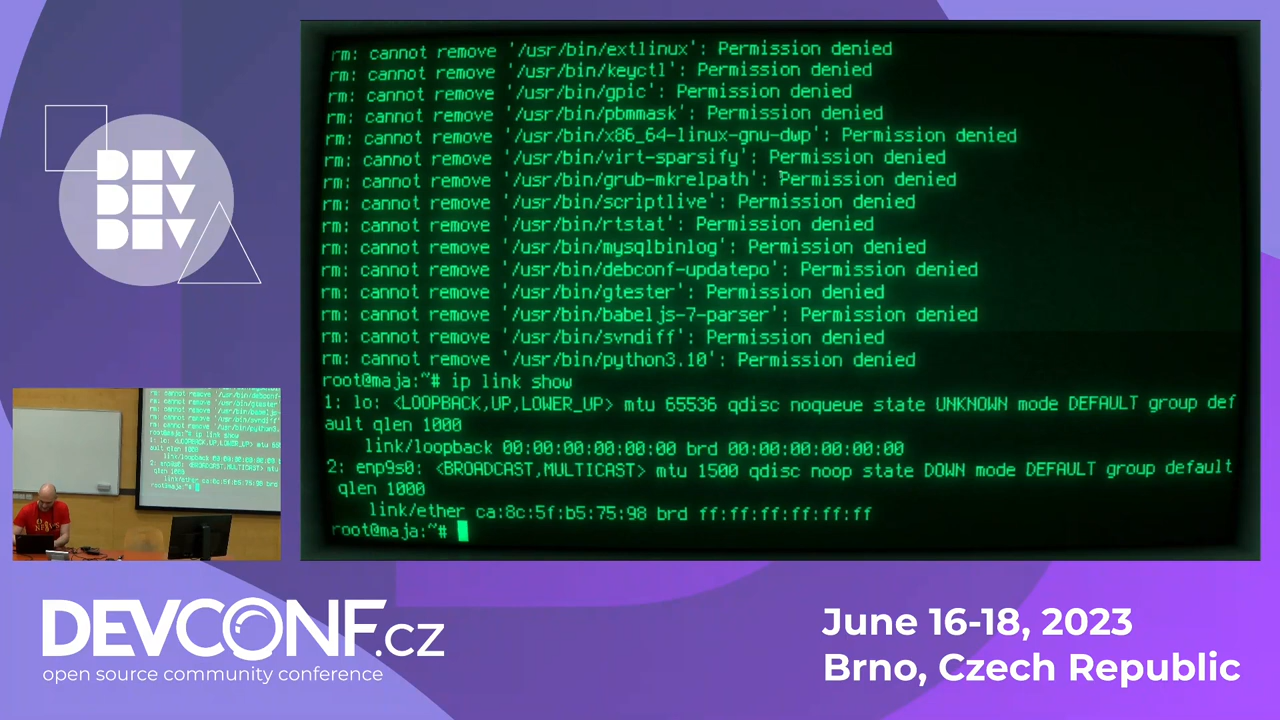 DEV
DEV
DEV
rm: cannot remove '/usr/bin/extlinux': Permission denied
rm: cannot remove '/usr/bin/keyctl': Permission denied
rm: cannot remove '/usr/bin/gpic': Permission denied
rm: cannot remove '/usr/bin/pbmmask': Permission denied
rm: cannot remove '/usr/bin/x86_64-linux-gnu-dwp': Permission denied
rm: cannot remove '/usr/bin/virt-sparsify': Permission denied
rm: cannot remove '/usr/bin/grub-mkrelpath': Permission denied
rm: cannot remove '/usr/bin/scriptlive': Permission denied
rm: cannot remove '/usr/bin/rtstat': Permission denied
rm: cannot remove '/usr/bin/mysqlbinlog': Permission denied
rm: cannot remove '/usr/bin/debconf-updatepo': Permission denied
rm: cannot remove '/usr/bin/gtester': Permission denied
rm: cannot remove '/usr/bin/babeljs-7-parser': Permission denied
rm: cannot remove '/usr/bin/svndiff': Permission denied
rm: cannot remove '/usr/bin/python3.10': Permission denied
root@maja:~# ip link show
1: lo: <LOOPBACK,UP,LOWER_UP> mtu 65536 qdisc noqueue state UNKNOWN mode DEFAULT group def
ault qlen 1000
link/loopback 00:00:00:00:00:00 brd 00:00:00:00:00:00
2: enp9s0: <BROADCAST,MULTICAST> mtu 1500 qdisc noop state DOWN mode DEFAULT group default
qlen 1000
link/ether ca:8c:5f:b5:75:98 brd ff:ff:ff:ff:ff:ff
root@maja:~#
DEVCONF.cz
open source community conference
June 16-18, 2023
Brno, Czech Republic